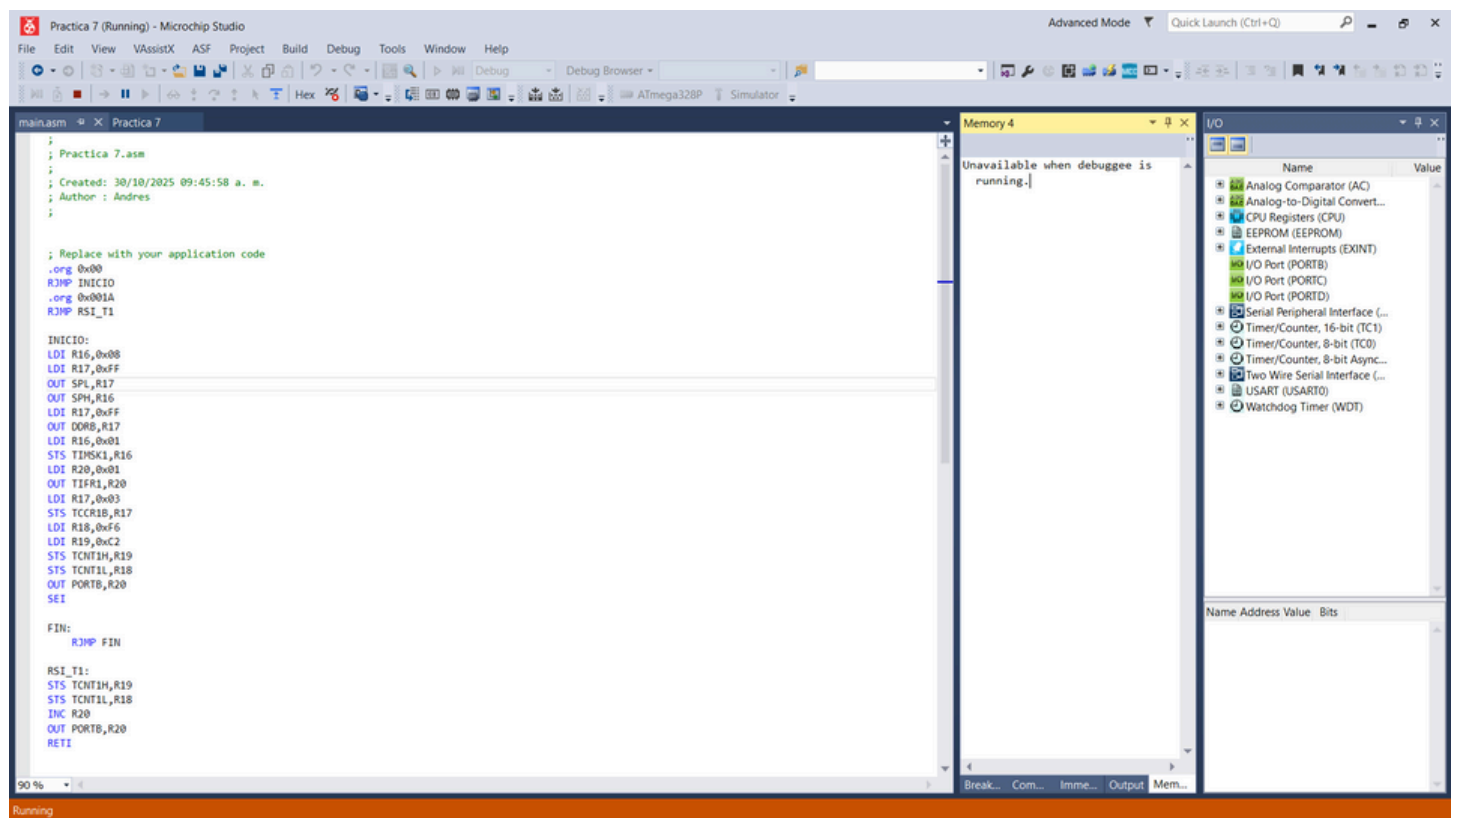 Practica 7 (Running) - Microchip Studio
Advanced Mode
Quick Launch (Ctrl+Q)
File Edit View VAssistX ASF Project Build Debug Tools Window Help
Debug
Debug Browser
Hex
ATmega328P
Simulator
main.asm
Practica 7
;
; Practica 7.asm
;
; Created: 30/10/2025 09:45:58 a. m.
; Author : Andres
;
; Replace with your application code
.org 0x00
RJMP INICIO
.org 0x001A
RJMP RSI_T1
INICIO:
LDI R16,0x08
LDI R17,0xFF
OUT SPL,R17
OUT SPH,R16
LDI R17,0xFF
OUT DDRB,R17
LDI R16,0x01
STS TIMSK1,R16
LDI R20,0x01
OUT TIFR1,R20
LDI R17,0x03
STS TCCR1B,R17
LDI R18,0xF6
LDI R19,0xC2
STS TCNT1H,R19
STS TCNT1L,R18
OUT PORTB,R20
SEI
FIN:
RJMP FIN
RSI_T1:
STS TCNT1H,R19
STS TCNT1L,R18
INC R20
OUT PORTB,R20
RETI
90 %
Memory 4
Unavailable when debuggee is
running.
Break... Com... Imme... Output Mem...
I/O
Name Value
Analog Comparator (AC)
Analog-to-Digital Convert...
CPU Registers (CPU)
EEPROM (EEPROM)
External Interrupts (EXINT)
I/O Port (PORTB)
I/O Port (PORTC)
I/O Port (PORTD)
Serial Peripheral Interface (...
Timer/Counter, 16-bit (TC1)
Timer/Counter, 8-bit (TC0)
Timer/Counter, 8-bit Async...
Two Wire Serial Interface (...
USART (USART0)
Watchdog Timer (WDT)
Name Address Value Bits
Running